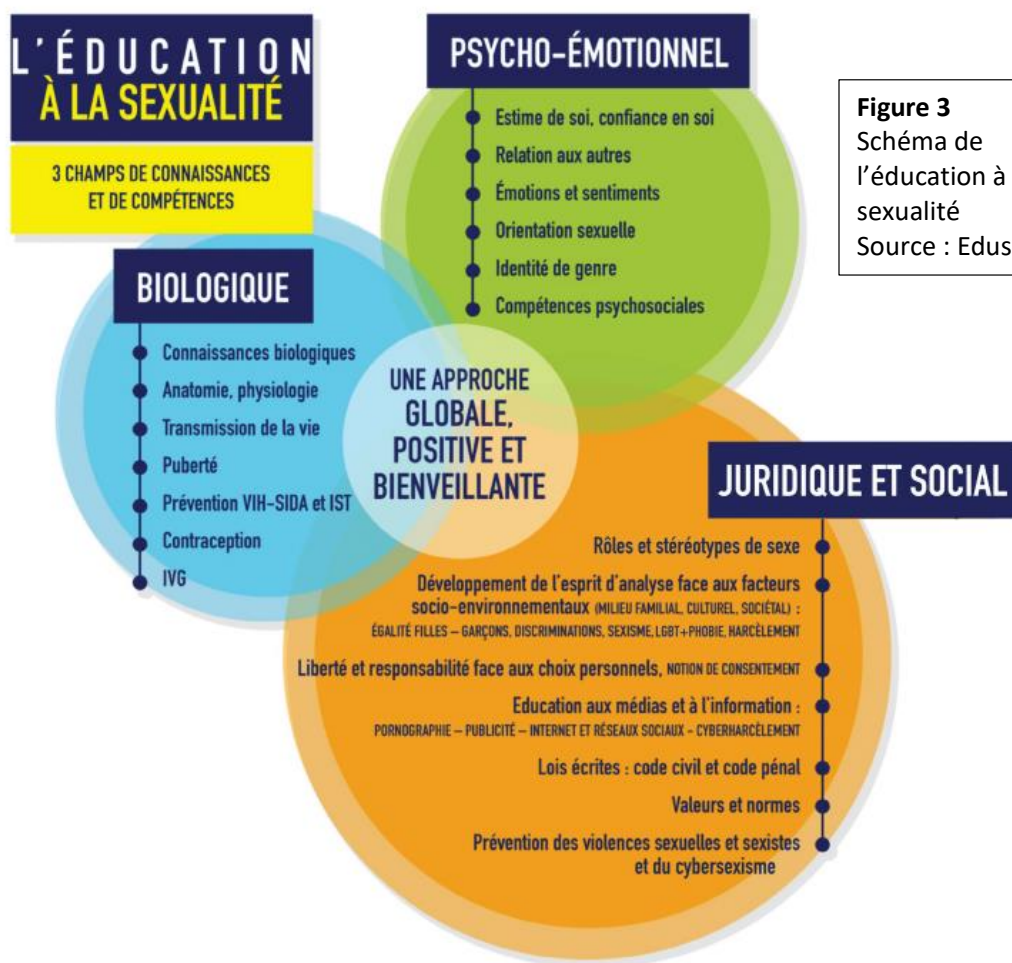 L'ÉDUCATION
À LA SEXUALITÉ
3 CHAMPS DE CONNAISSANCES
ET DE COMPÉTENCES
PSYCHO-ÉMOTIONNEL
Estime de soi, confiance en soi
Relation aux autres
Émotions et sentiments
Orientation sexuelle
Identité de genre
Compétences psychosociales
Figure 3
Schéma de
l'éducation à
sexualité
Source :
BIOLOGIQUE
Connaissances biologiques
Anatomie, physiologie
Transmission de la vie
Puberté
Prévention VIH-SIDA et IST
Contraception
IVG
UNE APPROCHE
GLOBALE,
POSITIVE ET
BIENVEILLANTE
JURIDIQUE ET SOCIAL
Rôles et stéréotypes de sexe
Développement de l'esprit d'analyse face aux facteurs
socio-environnementaux (MILIEU FAMILIAL, CULTUREL, SOCIÉTAL) :
ÉGALITÉ FILLES – GARÇONS, DISCRIMINATIONS, SEXISME, LGBT+PHOBIE, HARCÈLEMENT
Liberté et responsabilité face aux choix personnels, NOTION DE CONSENTEMENT
Education aux médias et à l'information :
PORNOGRAPHIE – PUBLICITÉ – INTERNET ET RÉSEAUX SOCIAUX - CYBERHARCÈLEMENT
Lois écrites : code civil et code pénal
Valeurs et normes
Prévention des violences sexuelles et sexistes
et du cybersexisme